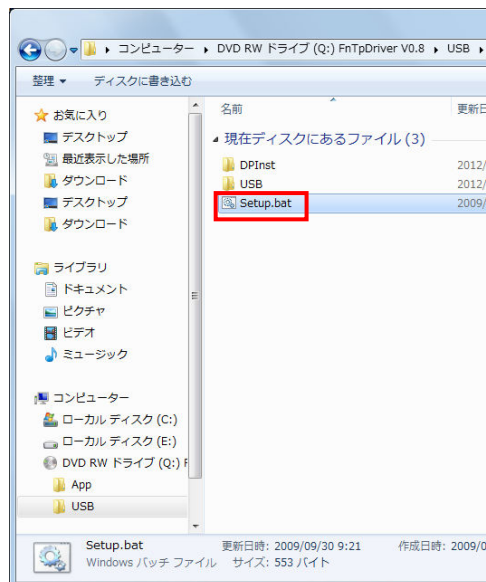 コンピューター ▸ DVD RW ドライブ (Q:) FnTpDriver V0.8 ▸ USB ▸
整理 ▼ ディスクに書き込む
お気に入り
デスクトップ
最近表示した場所
ダウンロード
デスクトップ
ダウンロード
ライブラリ
ドキュメント
ピクチャ
ビデオ
ミュージック
コンピューター
ローカル ディスク (C:)
ローカル ディスク (E:)
DVD RW ドライブ (Q:) F
App
USB
名前 更新日
現在ディスクにあるファイル (3)
DPInst 2012/
USB 2012/
Setup.bat 2009/
Setup.bat 更新日時: 2009/09/30 9:21 作成日時: 2009/0
Windows バッチ ファイル サイズ: 553 バイト